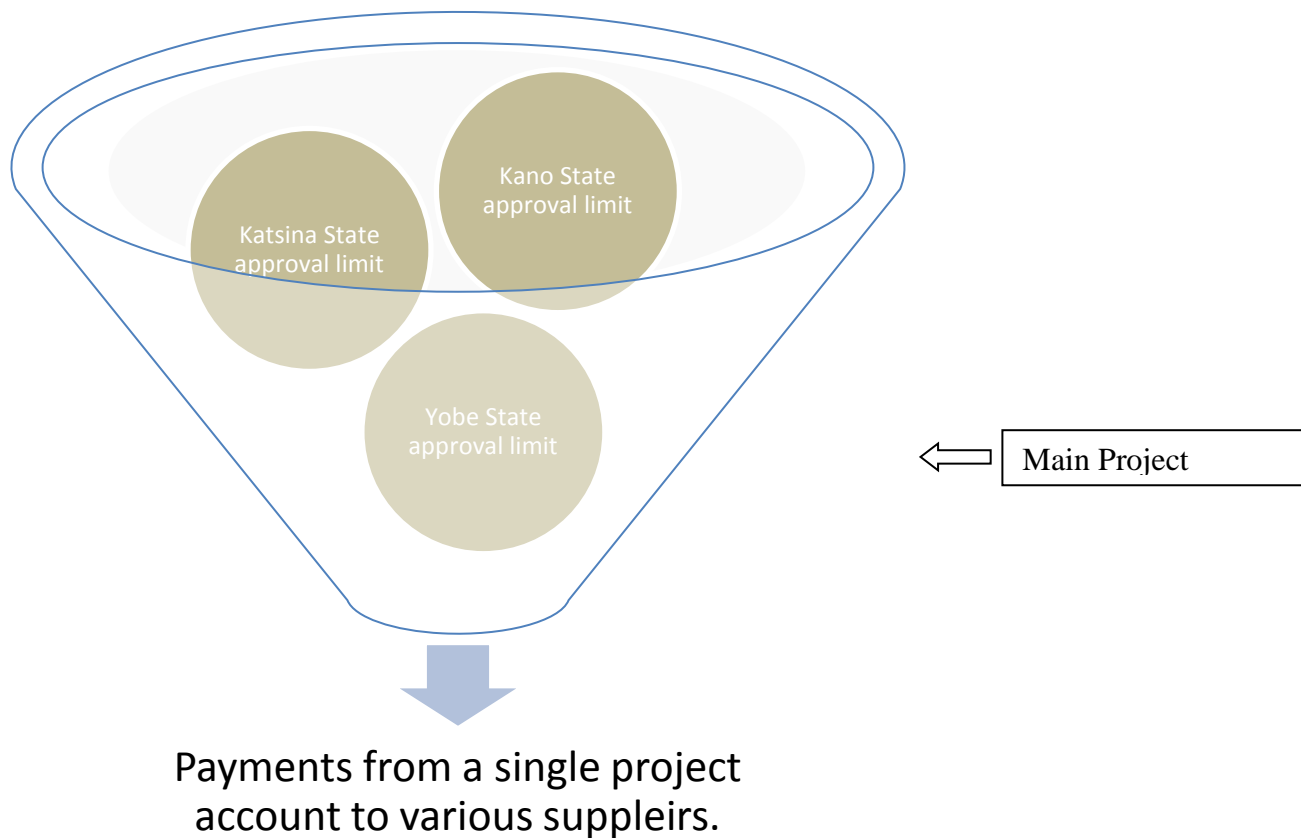 Kano State
approval limit
Katsina State
approval limit
Yobe State
approval limit
Main Project
Payments from a single project
account to various suppleirs.